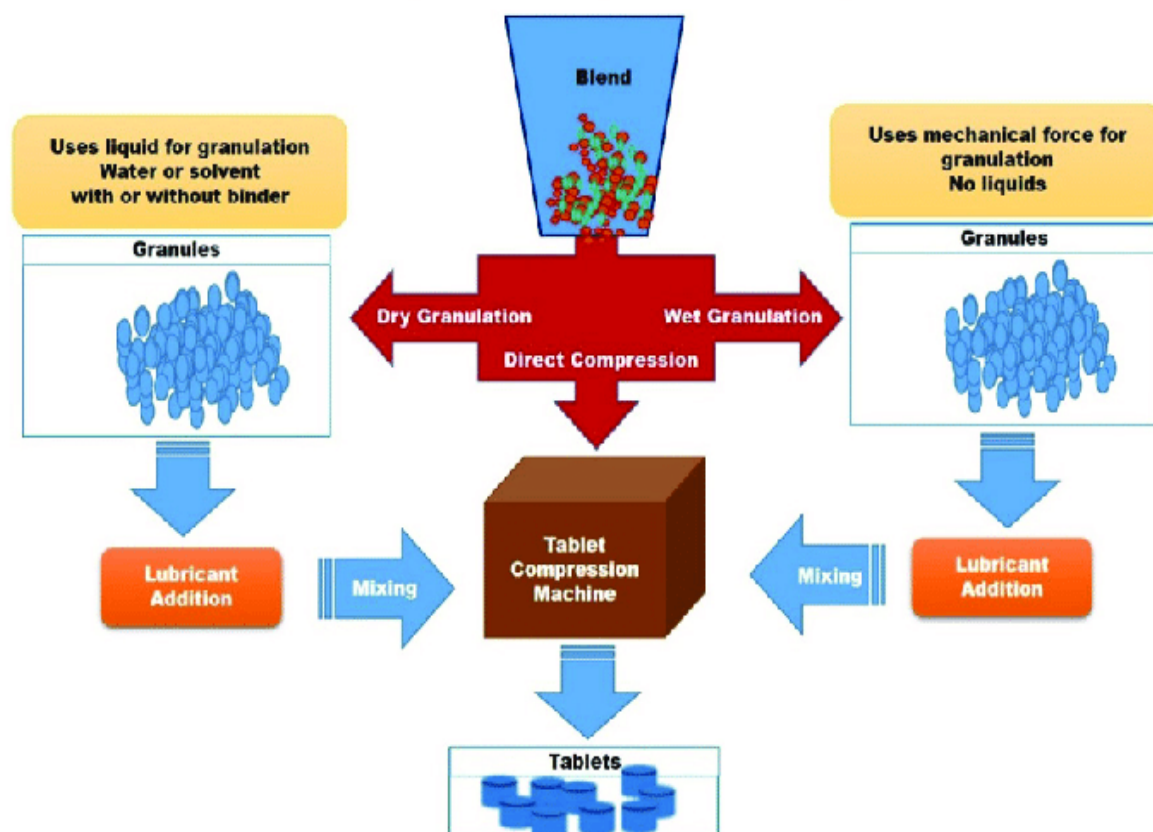 Blend
Uses liquid for granulation
Water or solvent
with or without binder
Uses mechanical force for
granulation
No liquids
Granules
Granules
Dry Granulation
Wet Granulation
Direct Compression
Lubricant
Addition
Mixing
Tablet
Compression
Machine
Mixing
Lubricant
Addition
Tablets